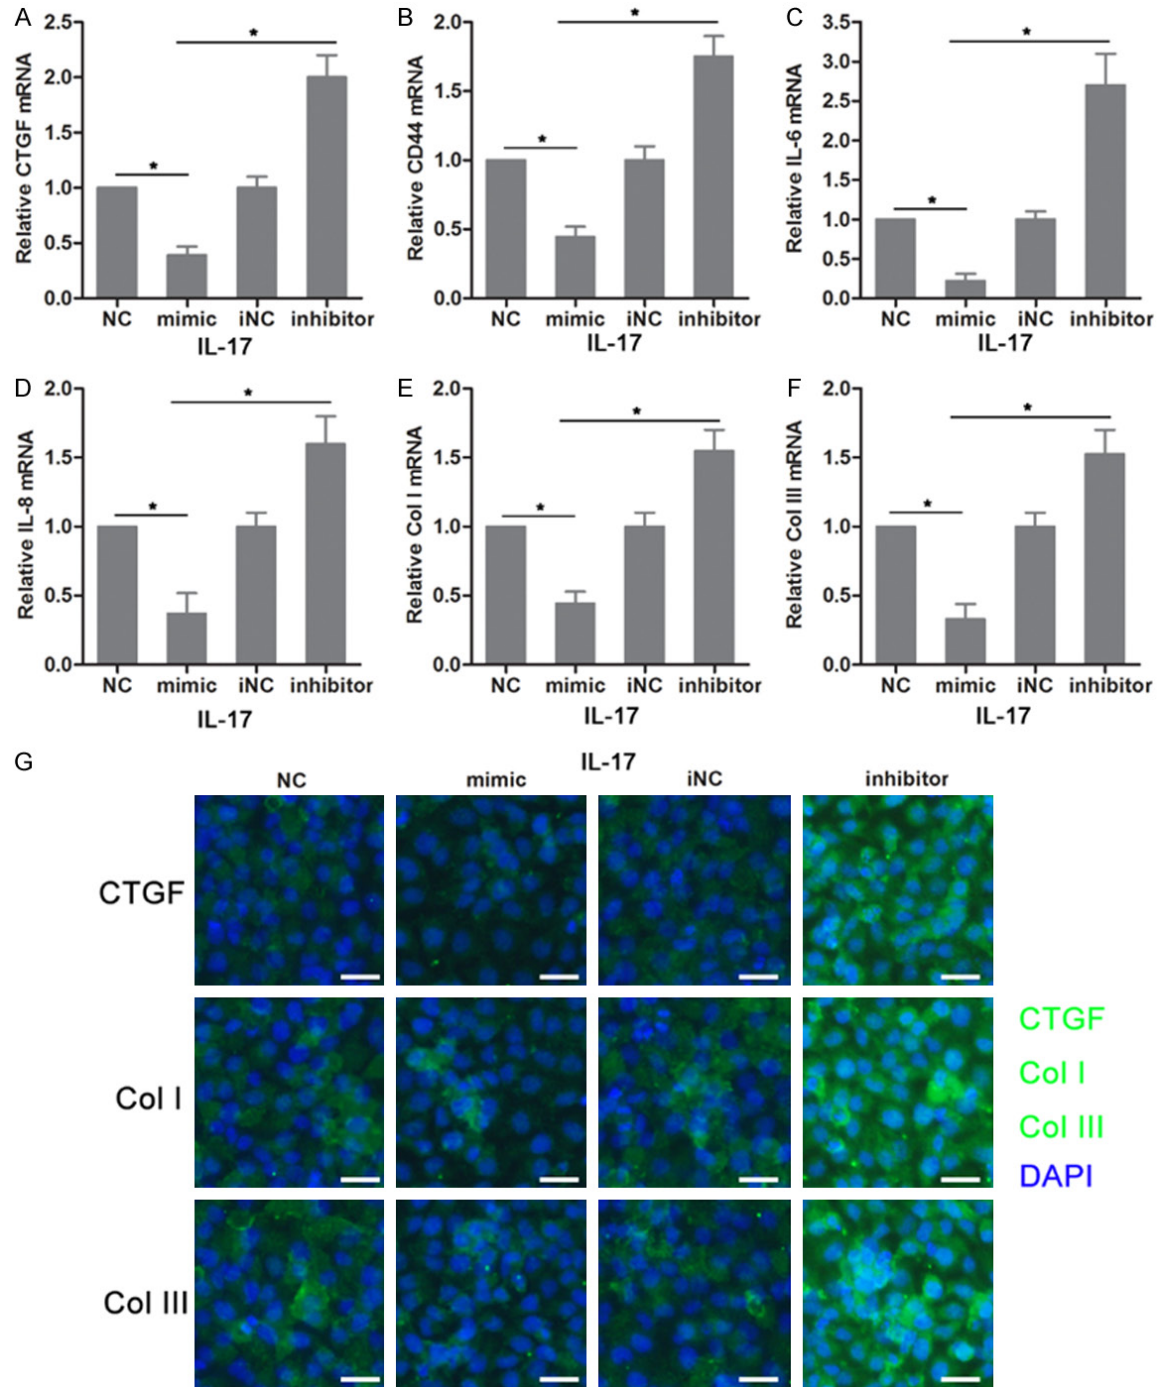 A
Relative CTGF mRNA
2.5
2.0
1.5
1.0
0.5
0.0
*
*
NC mimic iNC inhibitor
IL-17
B
Relative CD44 mRNA
2.0
1.5
1.0
0.5
0.0
*
*
NC mimic iNC inhibitor
IL-17
C
Relative IL-6 mRNA
3.5
3.0
2.5
2.0
1.5
1.0
0.5
0.0
*
*
NC mimic iNC inhibitor
IL-17
D
Relative IL-8 mRNA
2.0
1.5
1.0
0.5
0.0
*
*
NC mimic iNC inhibitor
IL-17
E
Relative Col I mRNA
2.0
1.5
1.0
0.5
0.0
*
*
NC mimic iNC inhibitor
IL-17
F
Relative Col III mRNA
2.0
1.5
1.0
0.5
0.0
*
*
NC mimic iNC inhibitor
IL-17
G
IL-17
NC mimic iNC inhibitor
CTGF
Col I
Col III
CTGF
Col I
Col III
DAPI